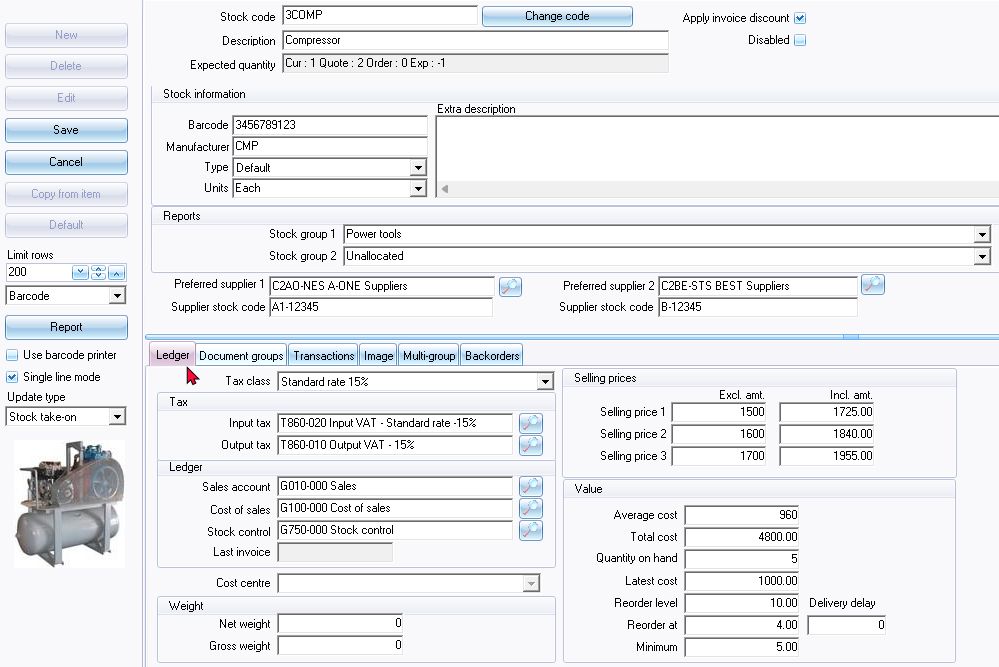 New
Delete
Edit
Save
Cancel
Copy from item
Default
Limit rows
200
Barcode
Report
Use barcode printer
Single line mode
Update type
Stock take-on
Stock code 3COMP Change code Apply invoice discount
Description Compressor Disabled
Expected quantity Cur : 1 Quote : 2 Order : 0 Exp : -1
Stock information
Extra description
Barcode 3456789123
Manufacturer CMP
Type Default
Units Each
Reports
Stock group 1 Power tools
Stock group 2 Unallocated
Preferred supplier 1 C2AO-NES A-ONE Suppliers Preferred supplier 2 C2BE-STS BEST Suppliers
Supplier stock code A1-12345 Supplier stock code B-12345
Ledger Document groups Transactions Image Multi-group Backorders
Tax class Standard rate 15%
Tax
Input tax T860-020 Input VAT - Standard rate -15%
Output tax T860-010 Output VAT - 15%
Ledger
Sales account G010-000 Sales
Cost of sales G100-000 Cost of sales
Stock control G750-000 Stock control
Last invoice
Cost centre
Weight
Net weight 0
Gross weight 0
Selling prices
Excl. amt. Incl. amt.
Selling price 1 1500 1725.00
Selling price 2 1600 1840.00
Selling price 3 1700 1955.00
Value
Average cost 960
Total cost 4800.00
Quantity on hand 5
Latest cost 1000.00
Reorder level 10.00 Delivery delay
Reorder at 4.00 0
Minimum 5.00